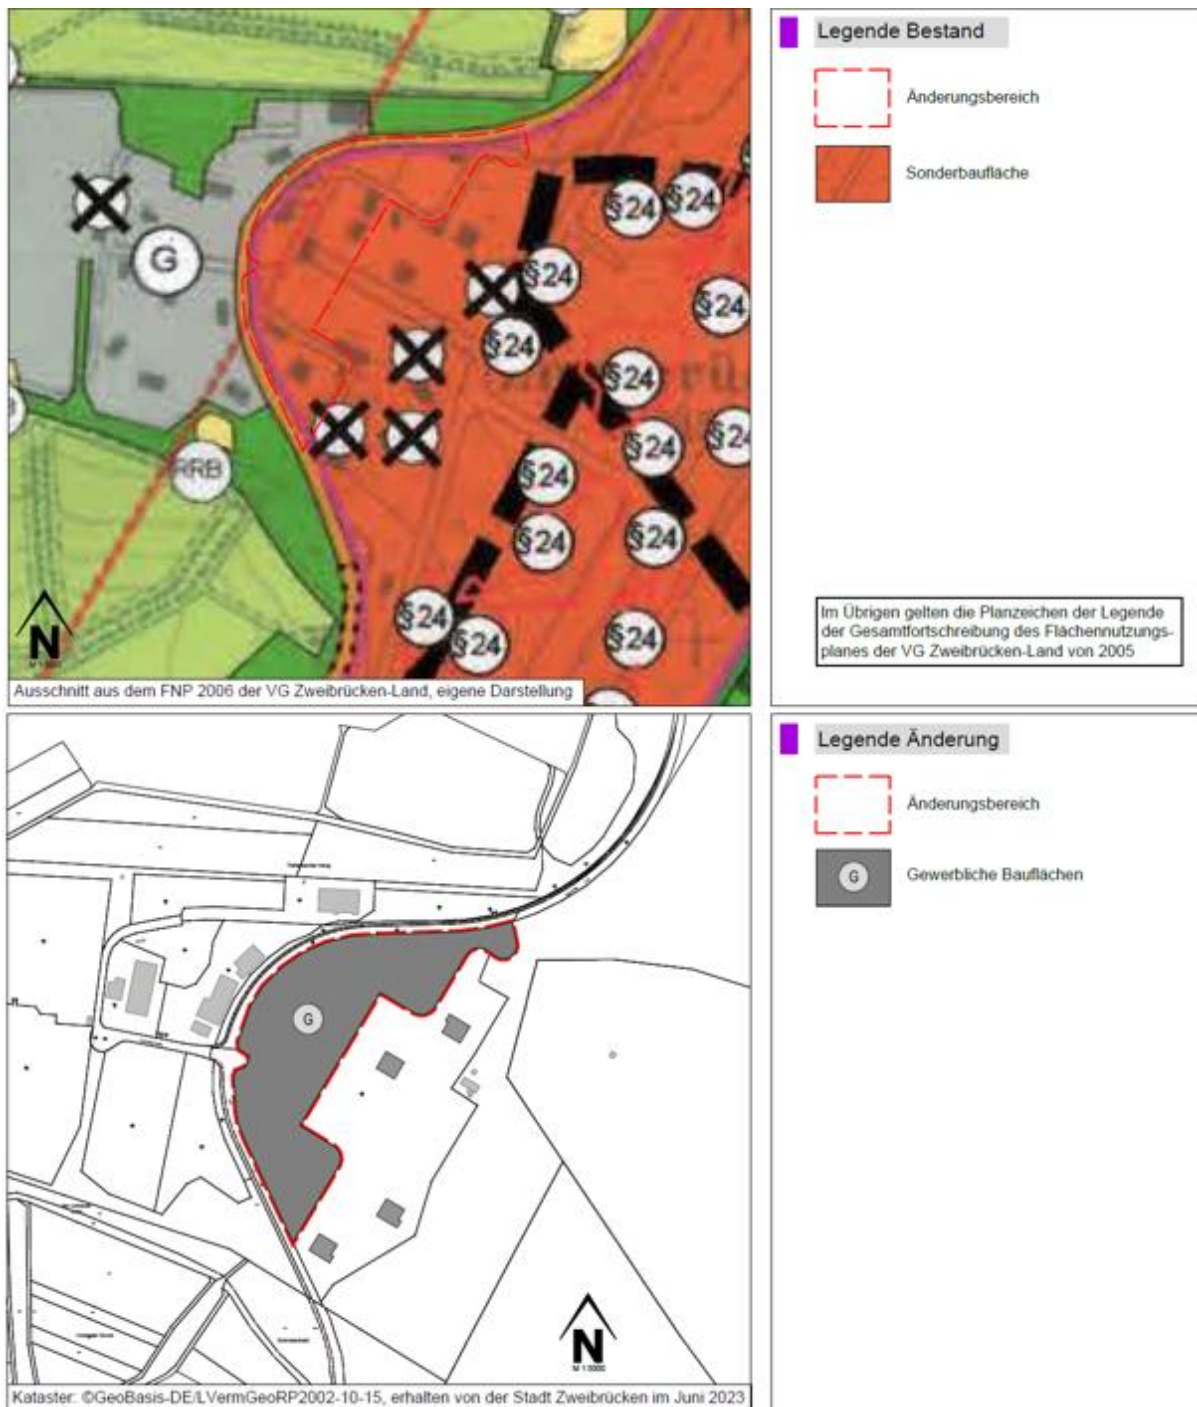 Legende Bestand
Änderungsbereich
Sonderbaufläche
Im Übrigen gelten die Planzeichen der Legende
der Gesamtfortschreibung des Flächennutzungs-
planes der VG Zweibrücken-Land von 2005
G
RRB
§24
§24
§24
§24
§24
§24
§24
§24
§24
§24
§24
§24
§24
§24
N
Ausschnitt aus dem FNP 2006 der VG Zweibrücken-Land, eigene Darstellung
Legende Änderung
Änderungsbereich
G
Gewerbliche Bauflächen
G
N
Kataster: ©GeoBasis-DE/LVermGeoRP2002-10-15, erhalten von der Stadt Zweibrücken im Juni 2023